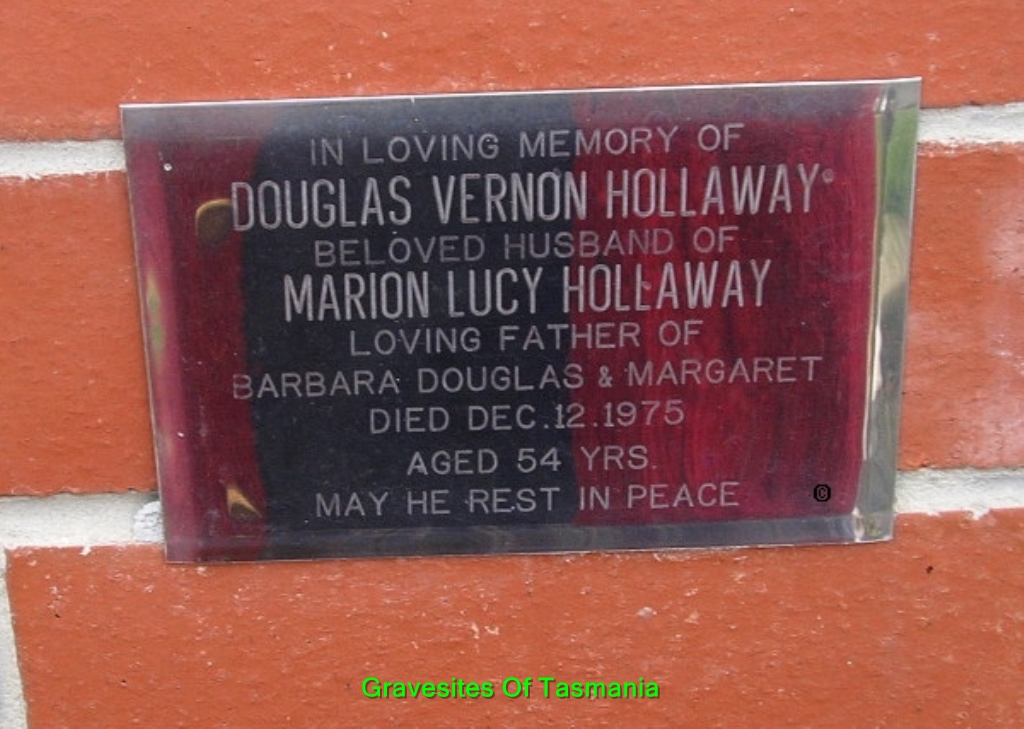 IN LOVING MEMORY OF
DOUGLAS VERNON HOLLAWAY
BELOVED HUSBAND OF
MARION LUCY HOLLAWAY
LOVING FATHER OF
BARBARA DOUGLAS & MARGARET
DIED DEC.12.1975
AGED 54 YRS.
MAY HE REST IN PEACE
©
Gravesites Of Tasmania